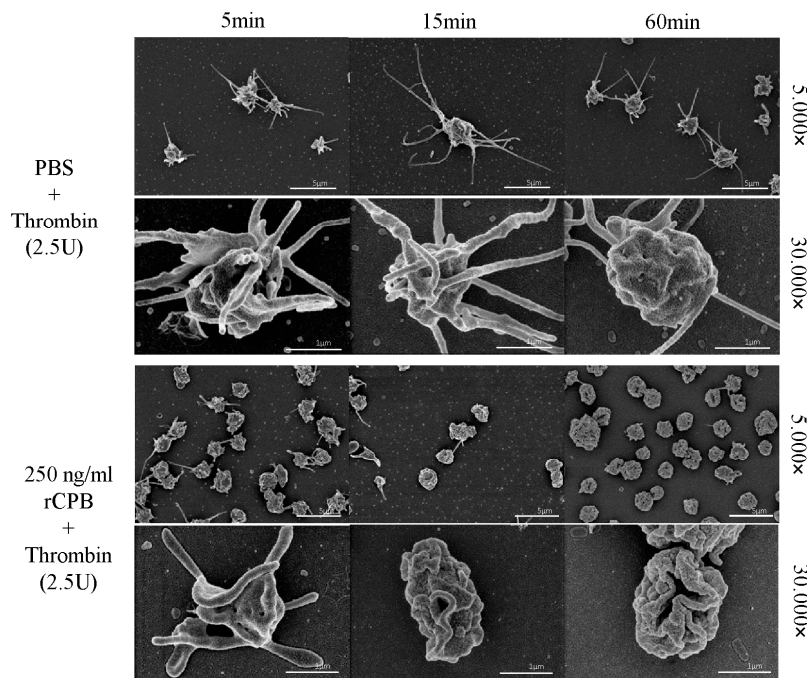 5min 15min 60min
PBS
+
Thrombin
(2.5U)
5µm 5µm 5µm 5.000×
1µm 1µm 1µm 30.000×
250 ng/ml
rCPB
+
Thrombin
(2.5U)
5µm 5µm 5µm 5.000×
1µm 1µm 1µm 30.000×